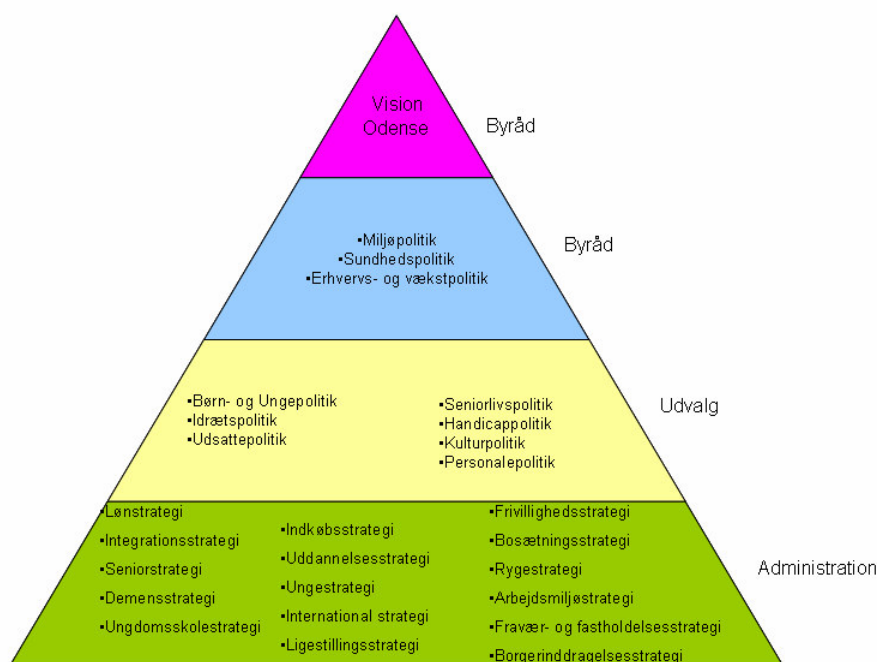 Vision
Odense
Byråd
▪Miljøpolitik
▪Sundhedspolitik
▪Erhvervs- og vækstpolitik
Byråd
▪Børn- og Ungepolitik
▪Idrætspolitik
▪Udsattepolitik
▪Seniorlivspolitik
▪Handicappolitik
▪Kulturpolitik
▪Personalepolitik
Udvalg
▪Lønstrategi
▪Integrationsstrategi
▪Seniorstrategi
▪Demensstrategi
▪Ungdomsskolestrategi
▪Indkøbsstrategi
▪Uddannelsesstrategi
▪Ungestrategi
▪International strategi
▪Ligestillingsstrategi
▪Frivillighedsstrategi
▪Bosætningsstrategi
▪Rygestrategi
▪Arbejdsmiljøstrategi
▪Fravær- og fastholdelsesstrategi
▪Borgerinddragelsesstrategi
Administration